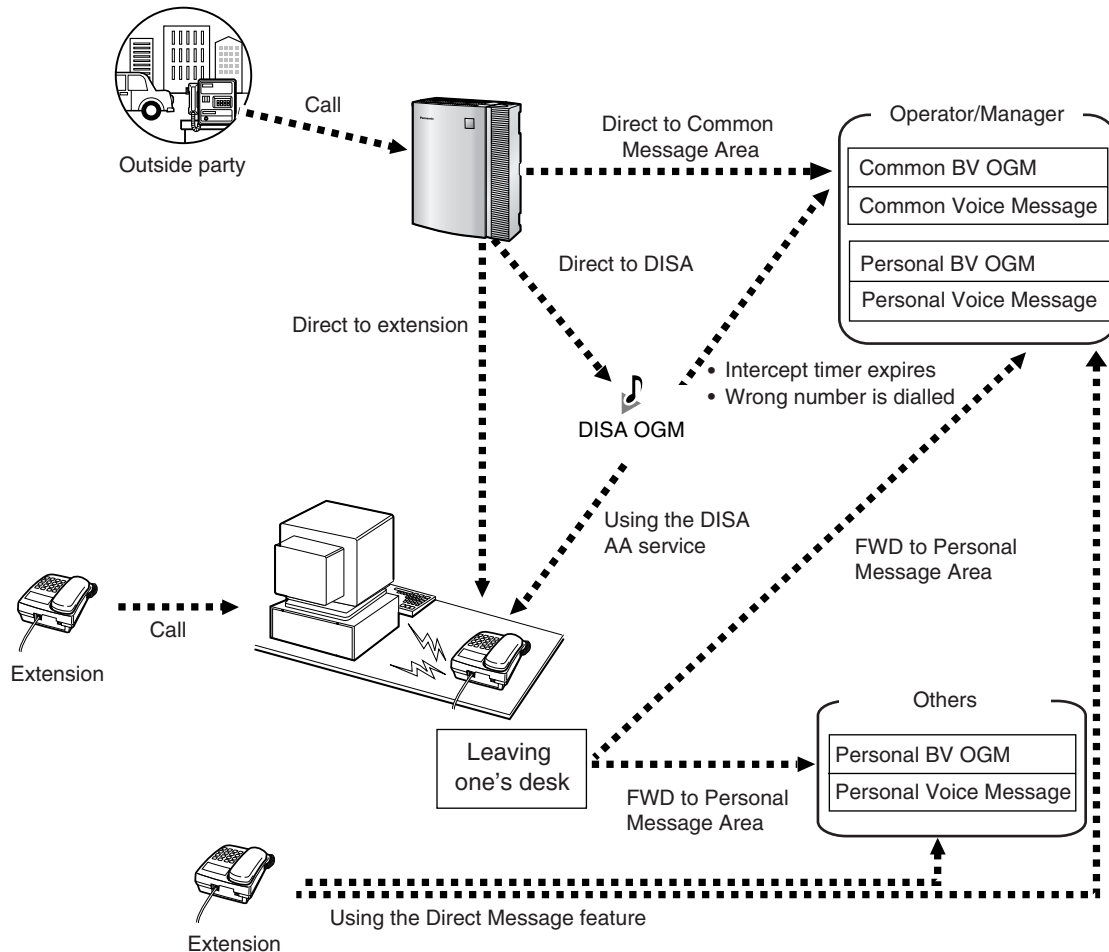 Call
Outside party
Direct to Common
Message Area
Operator/Manager
Common BV OGM
Common Voice Message
Personal BV OGM
Personal Voice Message
Direct to DISA
Direct to extension
• Intercept timer expires
• Wrong number is dialled
DISA OGM
Using the DISA
AA service
FWD to Personal
Message Area
Call
Extension
Leaving
one's desk
FWD to Personal
Message Area
Others
Personal BV OGM
Personal Voice Message
Using the Direct Message feature
Extension